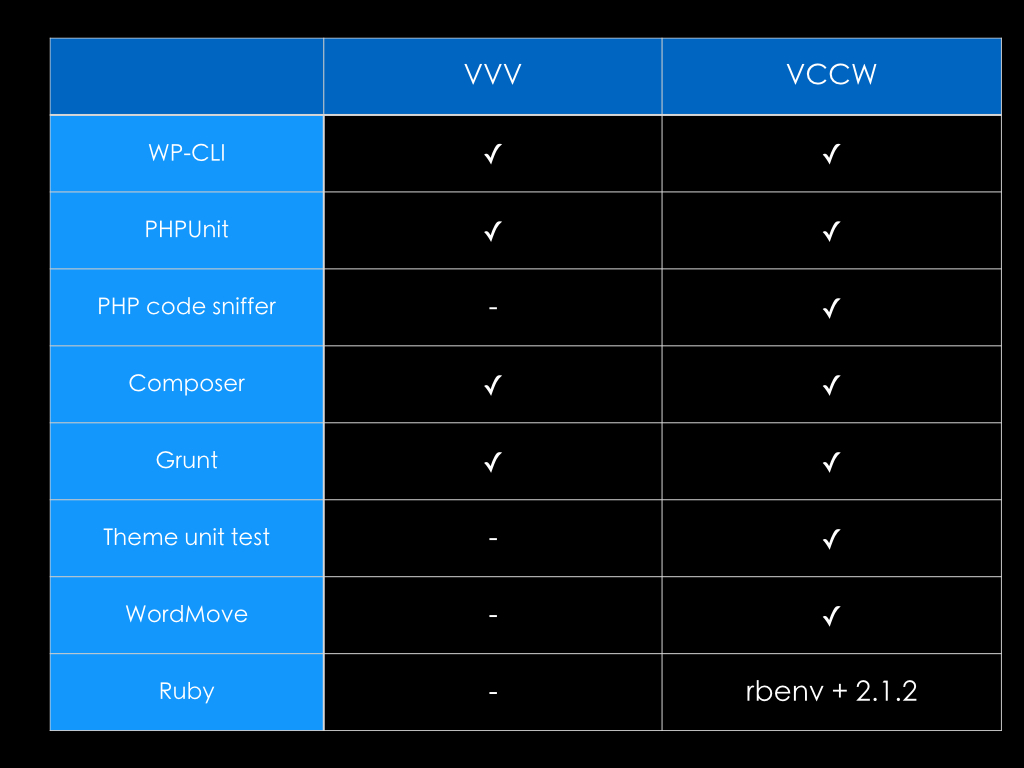 VVV VCCW
WP-CLI ✓ ✓
PHPUnit ✓ ✓
PHP code sniffer - ✓
Composer ✓ ✓
Grunt ✓ ✓
Theme unit test - ✓
WordMove - ✓
Ruby - rbenv + 2.1.2